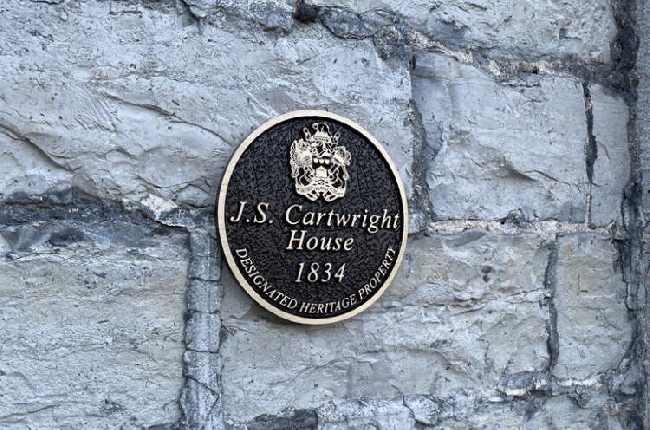 J.S. Cartwright
House
1834
DESIGNATED HERITAGE PROPERTY